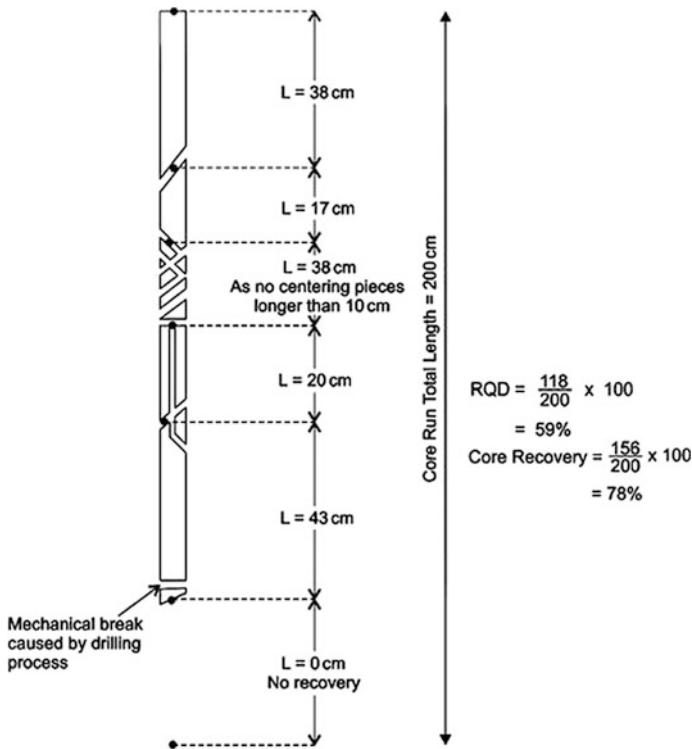 L = 38 cm
L = 17 cm
L = 38 cm
As no centering pieces
longer than 10 cm
L = 20 cm
L = 43 cm
Mechanical break
caused by drilling
process
L = 0 cm
No recovery
Core Run Total Length = 200 cm
RQD = 118/200 x 100
= 59%
Core Recovery = 156/200 x 100
= 78%